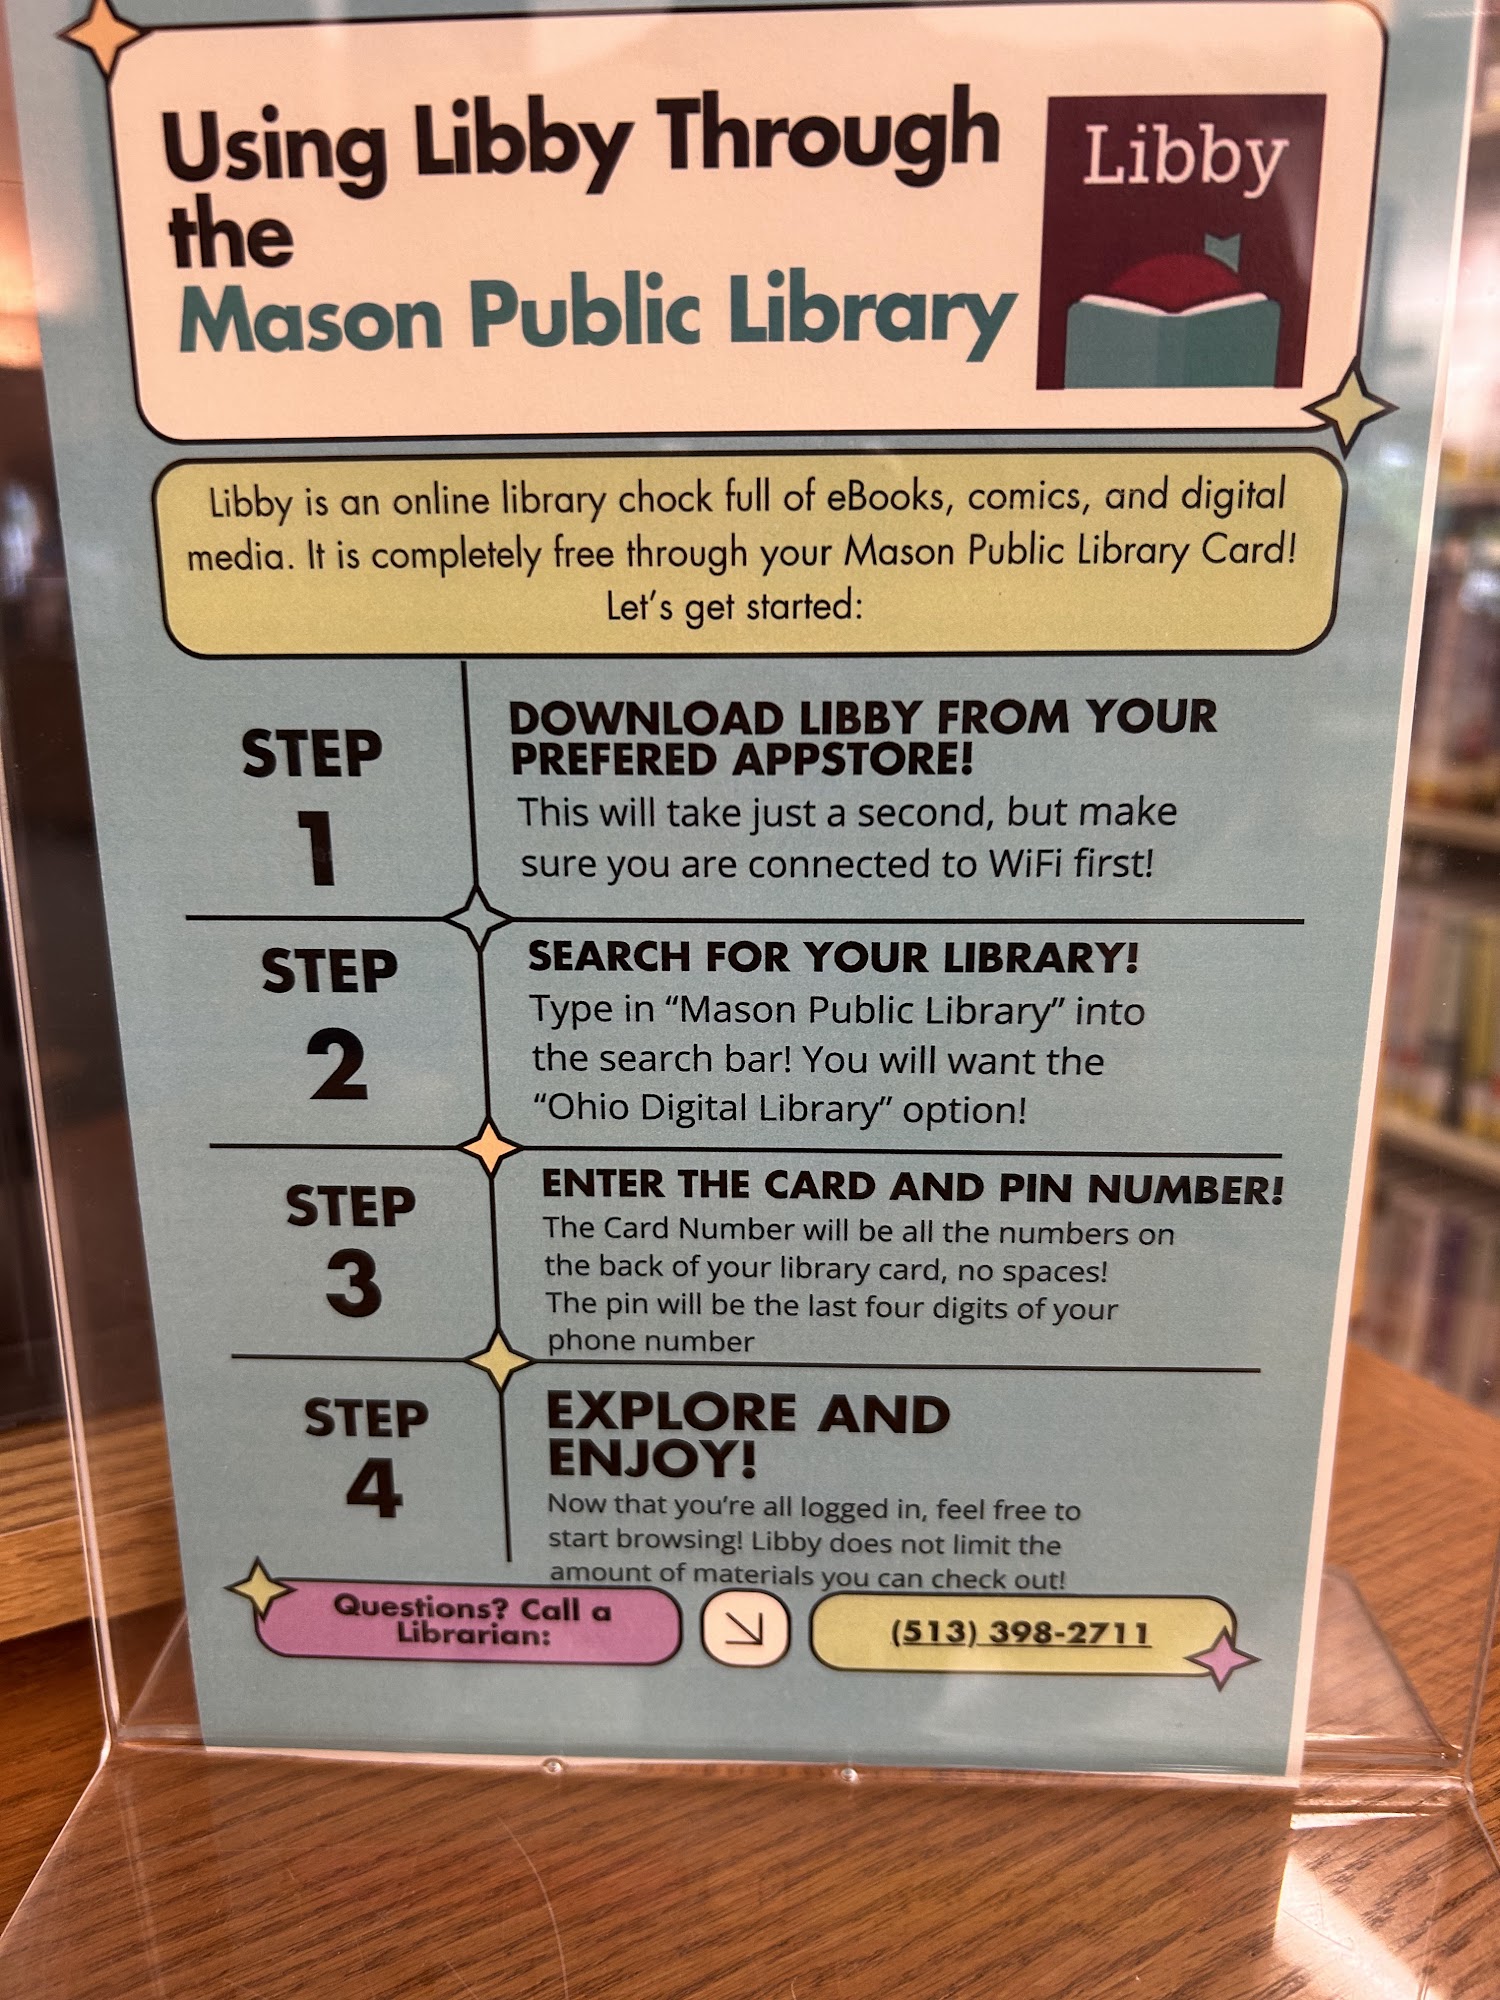 Using Libby Through
the
Mason Public Library
Libby
Libby is an online library chock full of eBooks, comics, and digital
media. It is completely free through your Mason Public Library Card!
Let's get started:
STEP
1
DOWNLOAD LIBBY FROM YOUR
PREFERED APPSTORE!
This will take just a second, but make
sure you are connected to WiFi first!
STEP
2
SEARCH FOR YOUR LIBRARY!
Type in “Mason Public Library” into
the search bar! You will want the
“Ohio Digital Library” option!
STEP
3
ENTER THE CARD AND PIN NUMBER!
The Card Number will be all the numbers on
the back of your library card, no spaces!
The pin will be the last four digits of your
phone number
STEP
4
EXPLORE AND
ENJOY!
Now that you're all logged in, feel free to
start browsing! Libby does not limit the
amount of materials you can check out!
Questions? Call a
Librarian:
(513) 398-2711